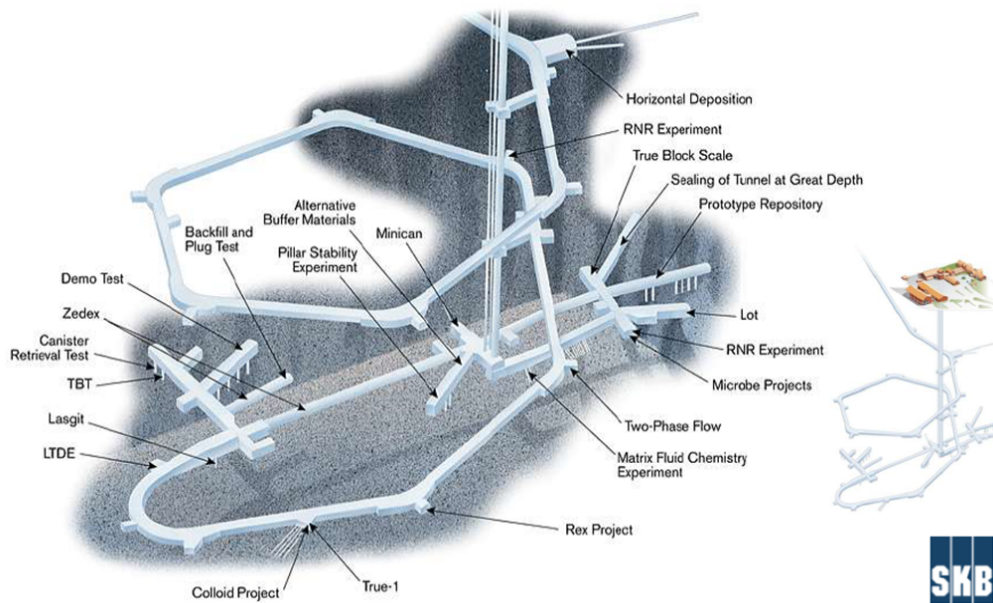 Horizontal Deposition
RNR Experiment
True Block Scale
Sealing of Tunnel at Great Depth
Prototype Repository
Alternative
Buffer Materials
Minican
Backfill and
Plug Test
Pillar Stability
Experiment
Demo Test
Zedex
Canister
Retrieval Test
TBT
Lasgit
LTDE
Lot
RNR Experiment
Microbe Projects
Two-Phase Flow
Matrix Fluid Chemistry
Experiment
Rex Project
True-1
Colloid Project
SKB